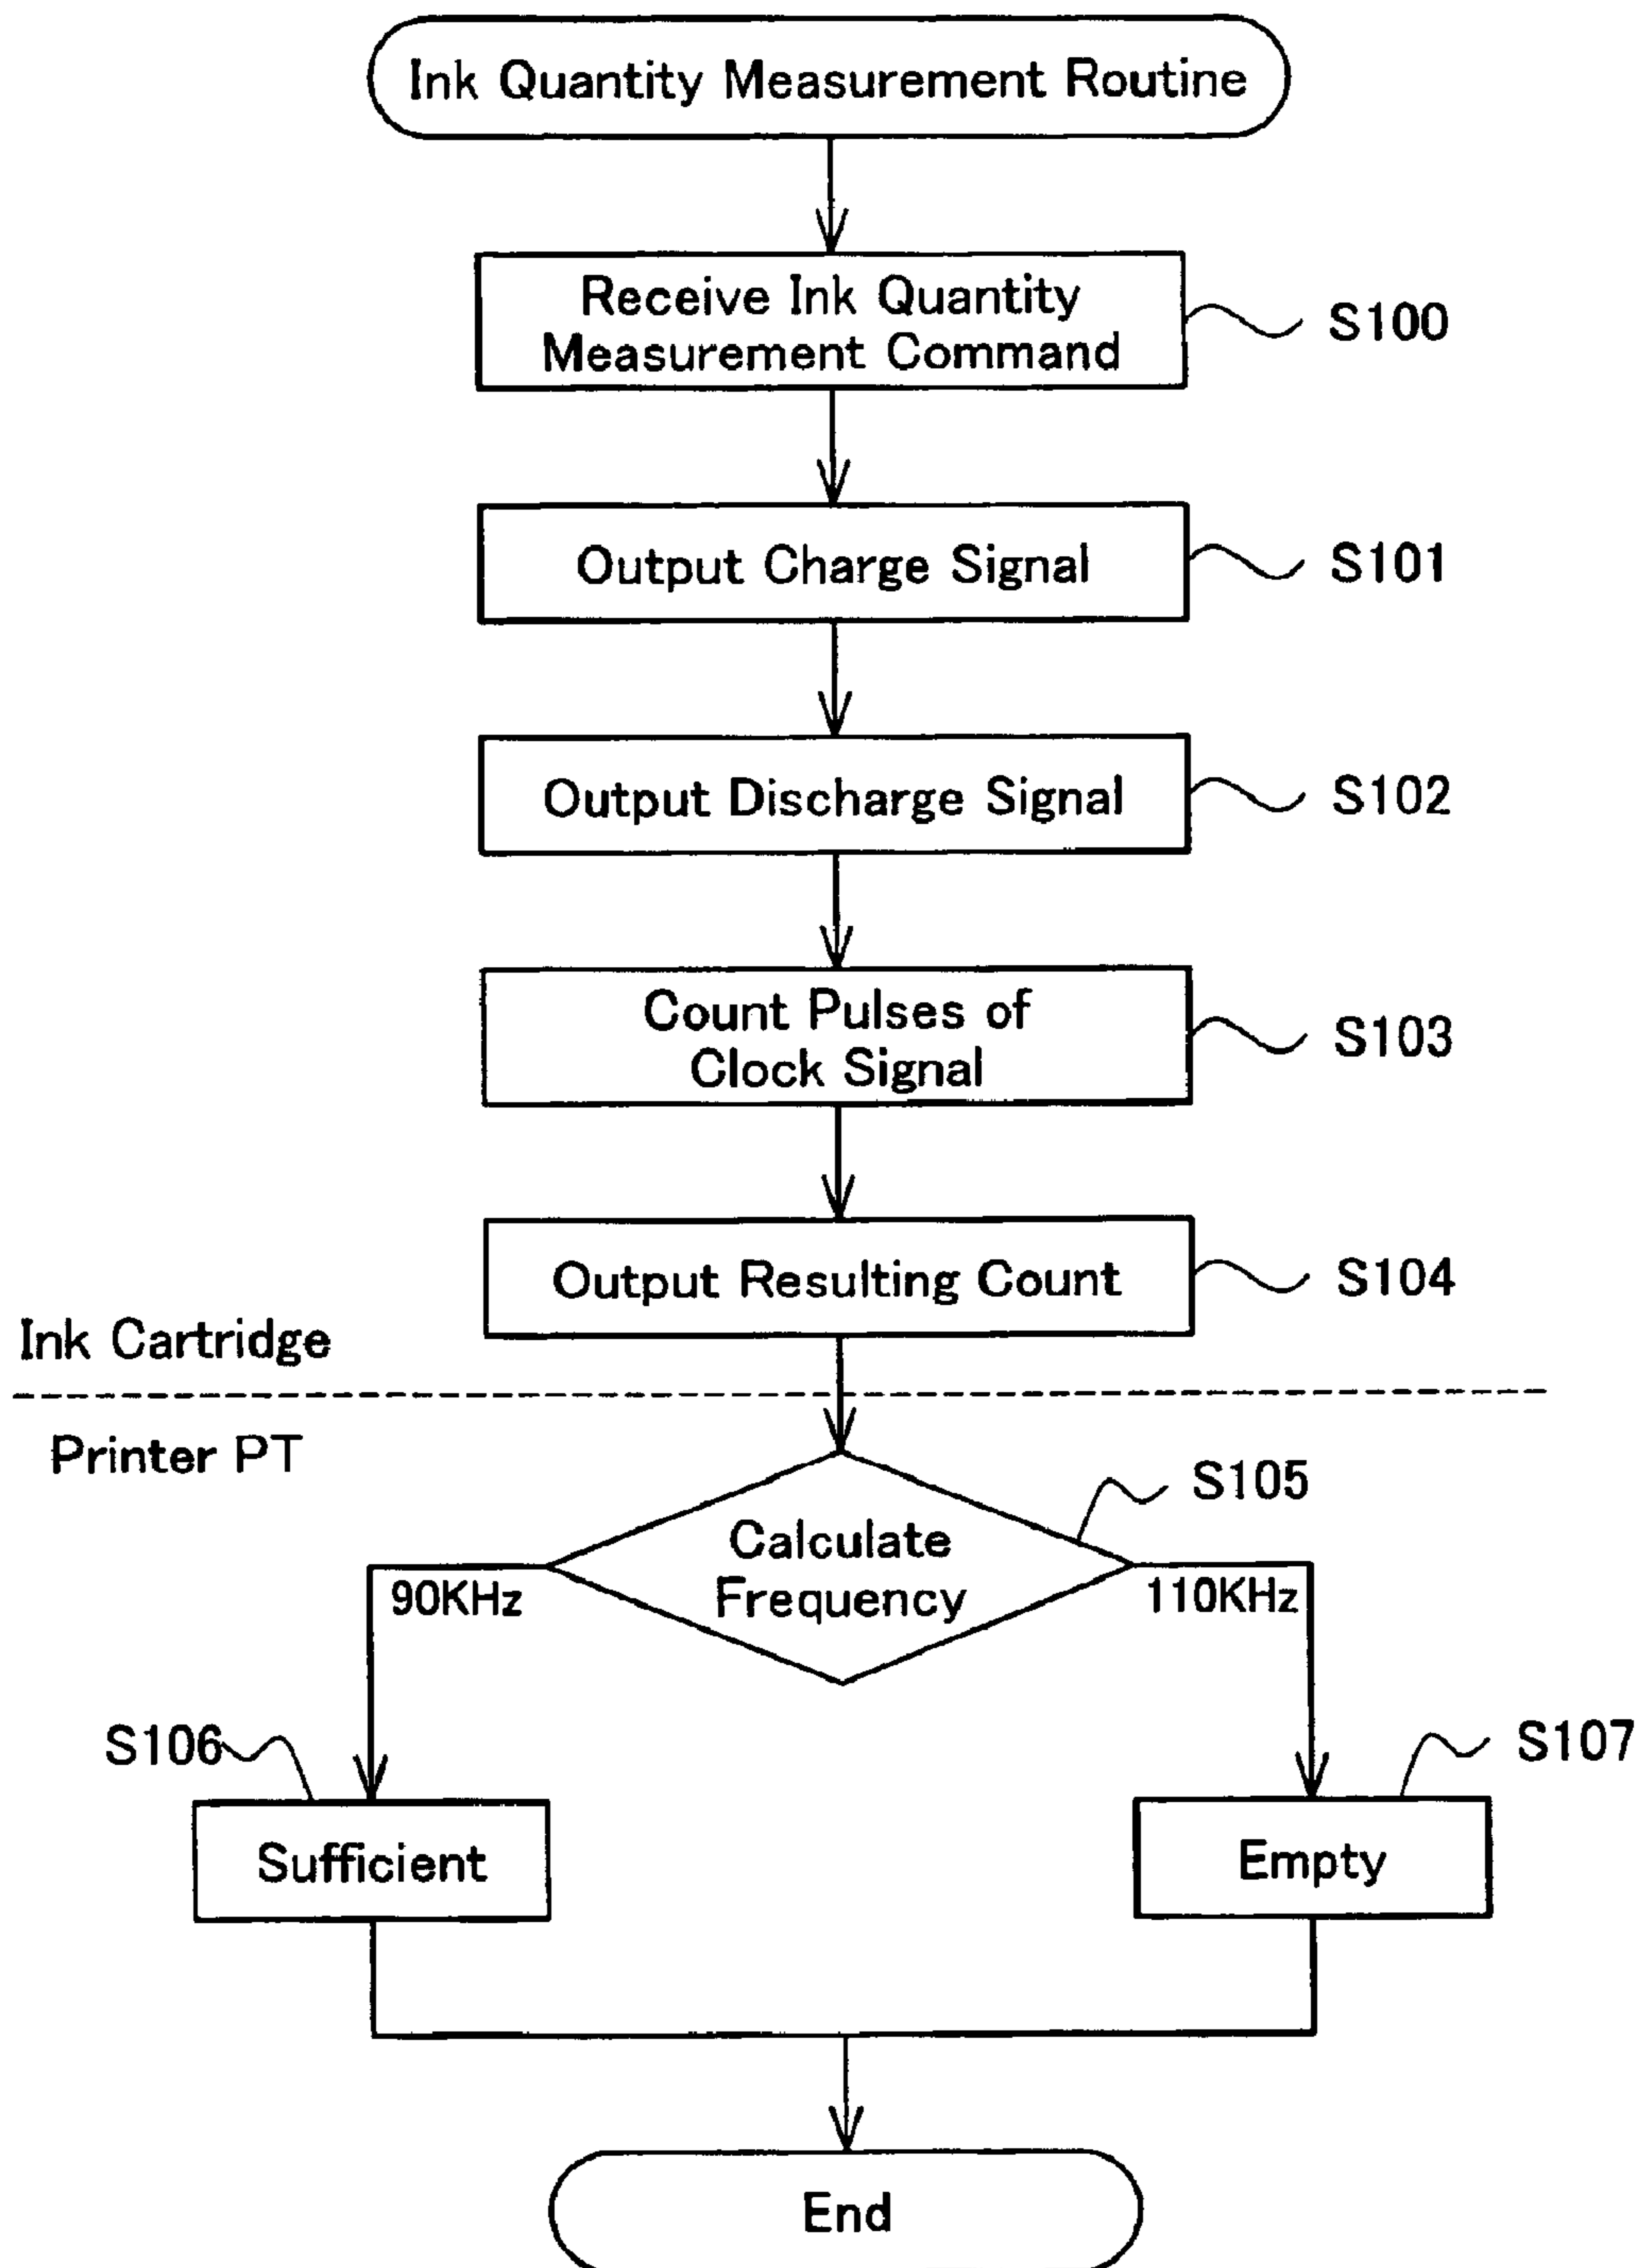 Ink Quantity Measurement Routine
Receive Ink Quantity
Measurement Command
S100
Output Charge Signal
S101
Output Discharge Signal
S102
Count Pulses of
Clock Signal
S103
Output Resulting Count
S104
Ink Cartridge
Printer PT
S105
Calculate
Frequency
90KHz
110KHz
S106
S107
Sufficient
Empty
End